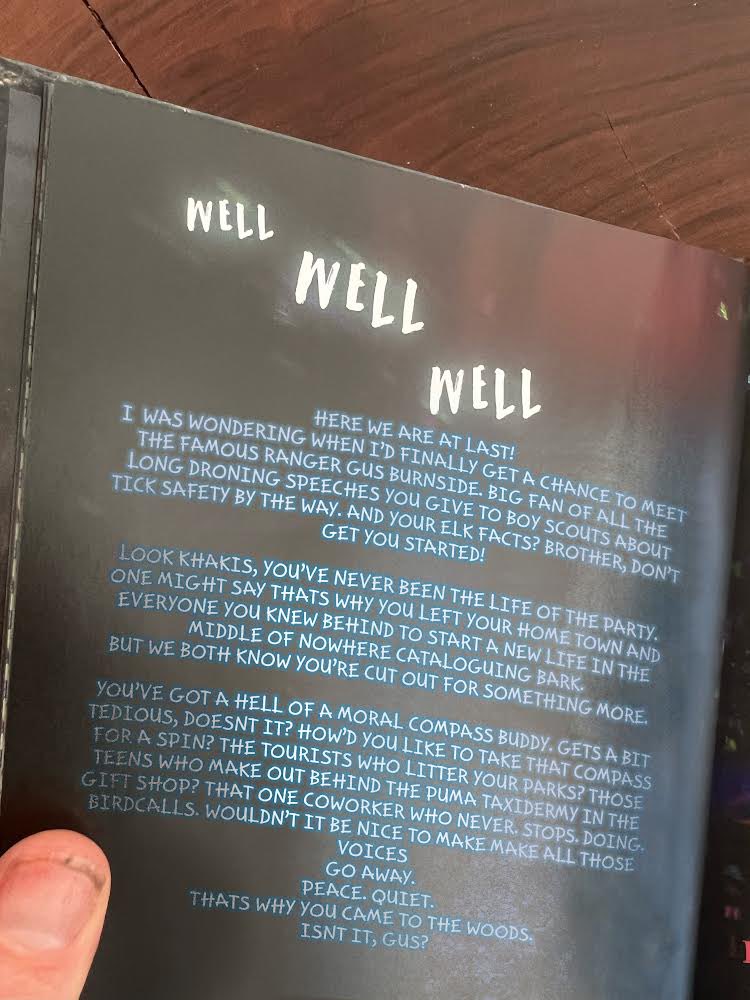 WELL
WELL
WELL
HERE WE ARE AT LAST!
I WAS WONDERING WHEN I'D FINALLY GET A CHANCE TO MEET
THE FAMOUS RANGER GUS BURNSIDE. BIG FAN OF ALL THE
LONG DRONING SPEECHES YOU GIVE TO BOY SCOUTS ABOUT
TICK SAFETY BY THE WAY. AND YOUR ELK FACTS? BROTHER, DON'T
GET YOU STARTED!
LOOK KHAKIS, YOU'VE NEVER BEEN THE LIFE OF THE PARTY.
ONE MIGHT SAY THATS WHY YOU LEFT YOUR HOME TOWN AND
EVERYONE YOU KNEW BEHIND TO START A NEW LIFE IN THE
MIDDLE OF NOWHERE CATALOGUING BARK.
BUT WE BOTH KNOW YOU'RE CUT OUT FOR SOMETHING MORE.
YOU'VE GOT A HELL OF A MORAL COMPASS BUDDY. GETS A BIT
TEDIOUS, DOESNT IT? HOW'D YOU LIKE TO TAKE THAT COMPASS
FOR A SPIN? THE TOURISTS WHO LITTER YOUR PARKS? THOSE
TEENS WHO MAKE OUT BEHIND THE PUMA TAXIDERMY IN THE
GIFT SHOP? THAT ONE COWORKER WHO NEVER. STOPS. DOING.
BIRDCALLS. WOULDN'T IT BE NICE TO MAKE MAKE ALL THOSE
VOICES
GO AWAY.
PEACE. QUIET.
THATS WHY YOU CAME TO THE WOODS.
ISNT IT, GUS?